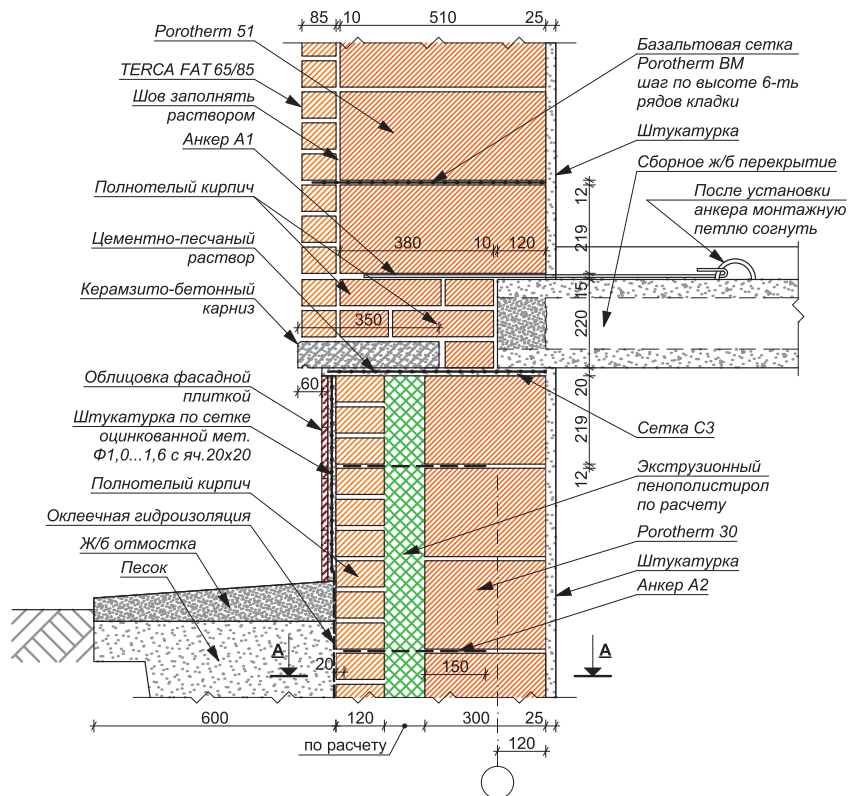 85 10 510 25
Porotherm 51
TERCA FAT 65/85
Шов заполнять
раствором
Анкер А1
Полнотелый кирпич
Цементно-песчаный
раствор
Керамзито-бетонный
карниз
Облицовка фасадной
плиткой
Штукатурка по сетке
оцинкованной мет.
Ф1,0...1,6 с яч.20х20
Полнотелый кирпич
Оклеечная гидроизоляция
Ж/б отмостка
Песок
Базальтовая сетка
Porotherm BM
шаг по высоте 6-ть
рядов кладки
Штукатурка
Сборное ж/б перекрытие
После установки
анкера монтажную
петлю согнуть
12
219
15
220
20
219
12
380 10 120
350
60
Сетка С3
Экструзионный
пенополистирол
по расчету
Porotherm 30
Штукатурка
Анкер А2
А
А
20
150
600 120 300 25
по расчету
120